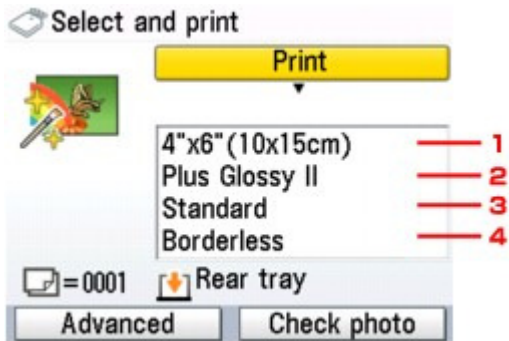 Select and print
Print
4"x6"(10x15cm) 1
Plus Glossy II 2
Standard 3
Borderless 4
=0001 Rear tray
Advanced Check photo